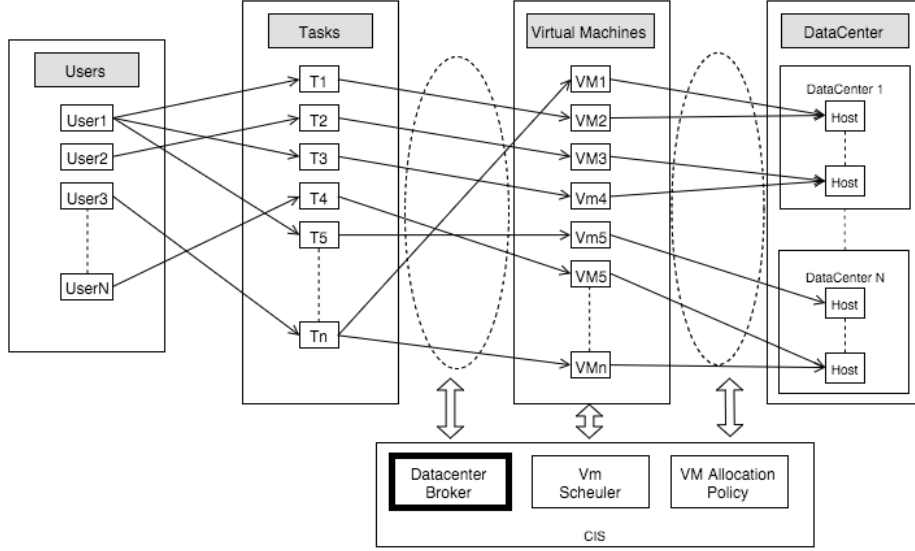 Users
User1
User2
User3
UserN
Tasks
T1
T2
T3
T4
T5
Tn
Virtual Machines
VM1
VM2
VM3
Vm4
Vm5
VM5
VMn
DataCenter
DataCenter 1
Host
Host
DataCenter N
Host
Host
Datacenter
Broker
Vm
Scheuler
VM Allocation
Policy
CIS